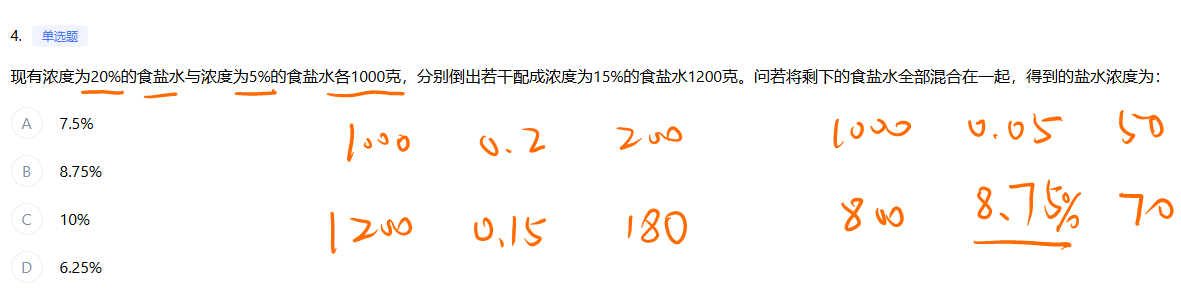 4. 单选题
现有浓度为20%的食盐水与浓度为5%的食盐水各1000克，分别倒出若干配成浓度为15%的食盐水1200克。问若将剩下的食盐水全部混合在一起，得到的盐水浓度为：
A 7.5%
1000 0.2 200 1000 0.05 50
B 8.75%
C 10%
1200 0.15 180 800 8.75% 70
D 6.25%